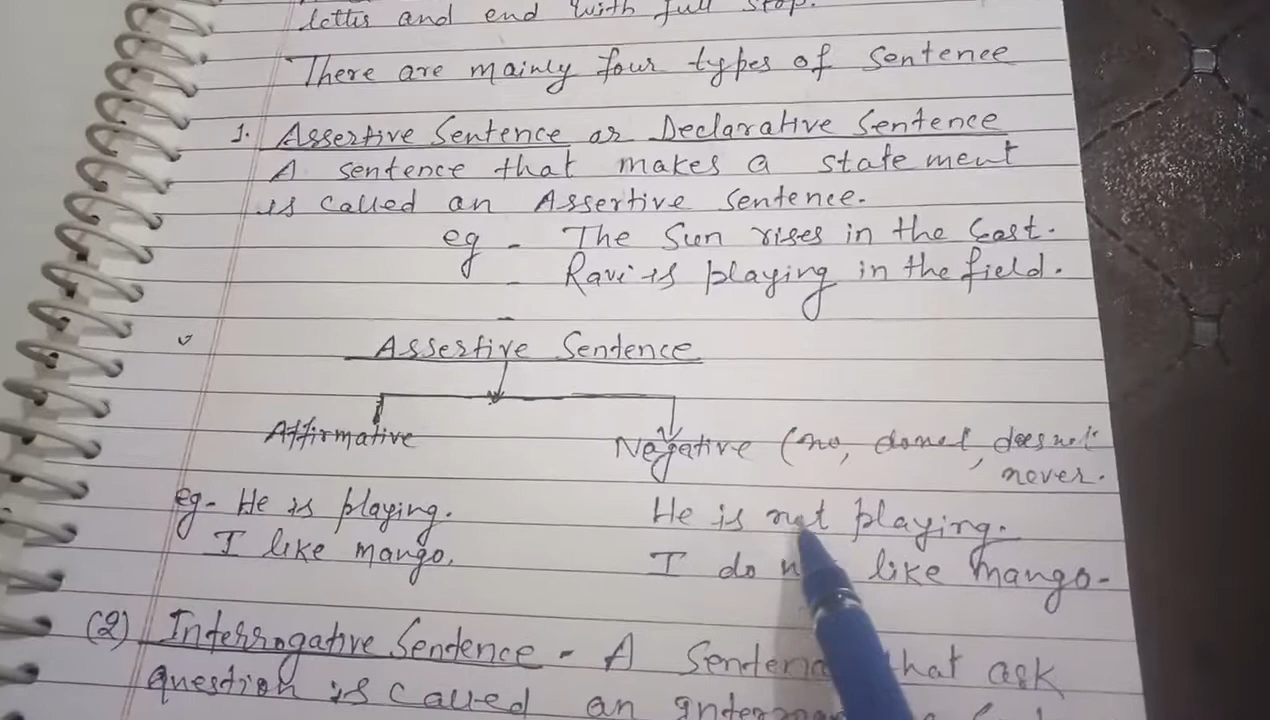 letters and end with full stop.
There are mainly four types of Sentence
1. Assertive Sentence or Declarative Sentence
A sentence that makes a statement
is called an Assertive Sentence.
eg - The Sun rises in the East.
- Ravi is playing in the field.
Assertive Sentence
Affirmative
Negative (no, donot, does not,
never.
eg- He is playing.
I like mango.
He is not playing.
I do like mango.
(2) Interrogative Sentence - A that ask
question is called an